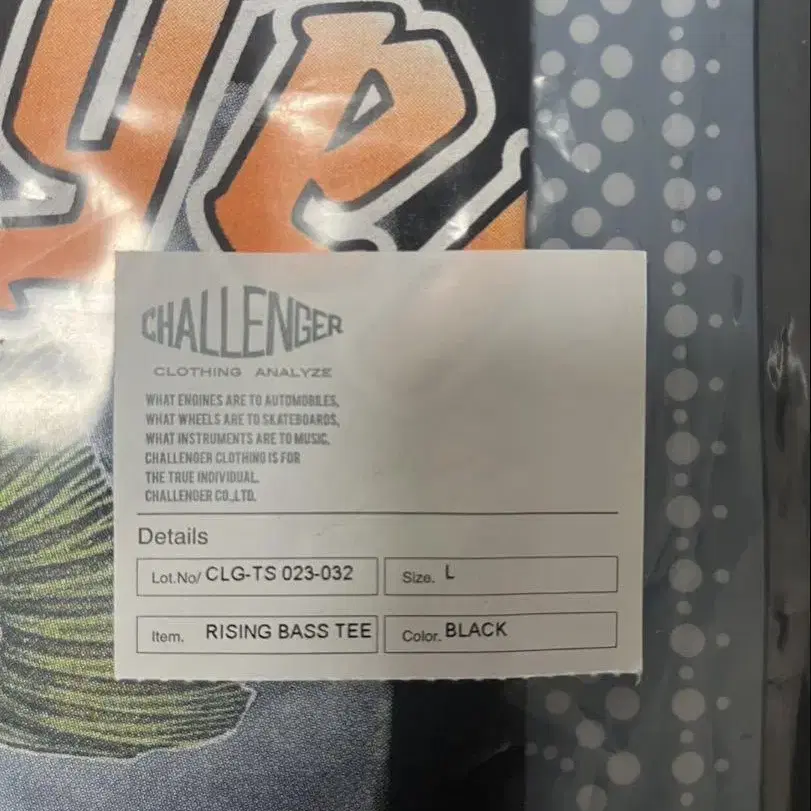 ye
CHALLENGER
CLOTHING ANALYZE
WHAT ENGINES ARE TO AUTOMOBILES,
WHAT WHEELS ARE TO SKATEBOARDS,
WHAT INSTRUMENTS ARE TO MUSIC,
CHALLENGER CLOTHING IS FOR
THE TRUE INDIVIDUAL.
CHALLENGER CO.,LTD.
Details
Lot.No/ CLG-TS 023-032
Size. L
Item. RISING BASS TEE
Color. BLACK